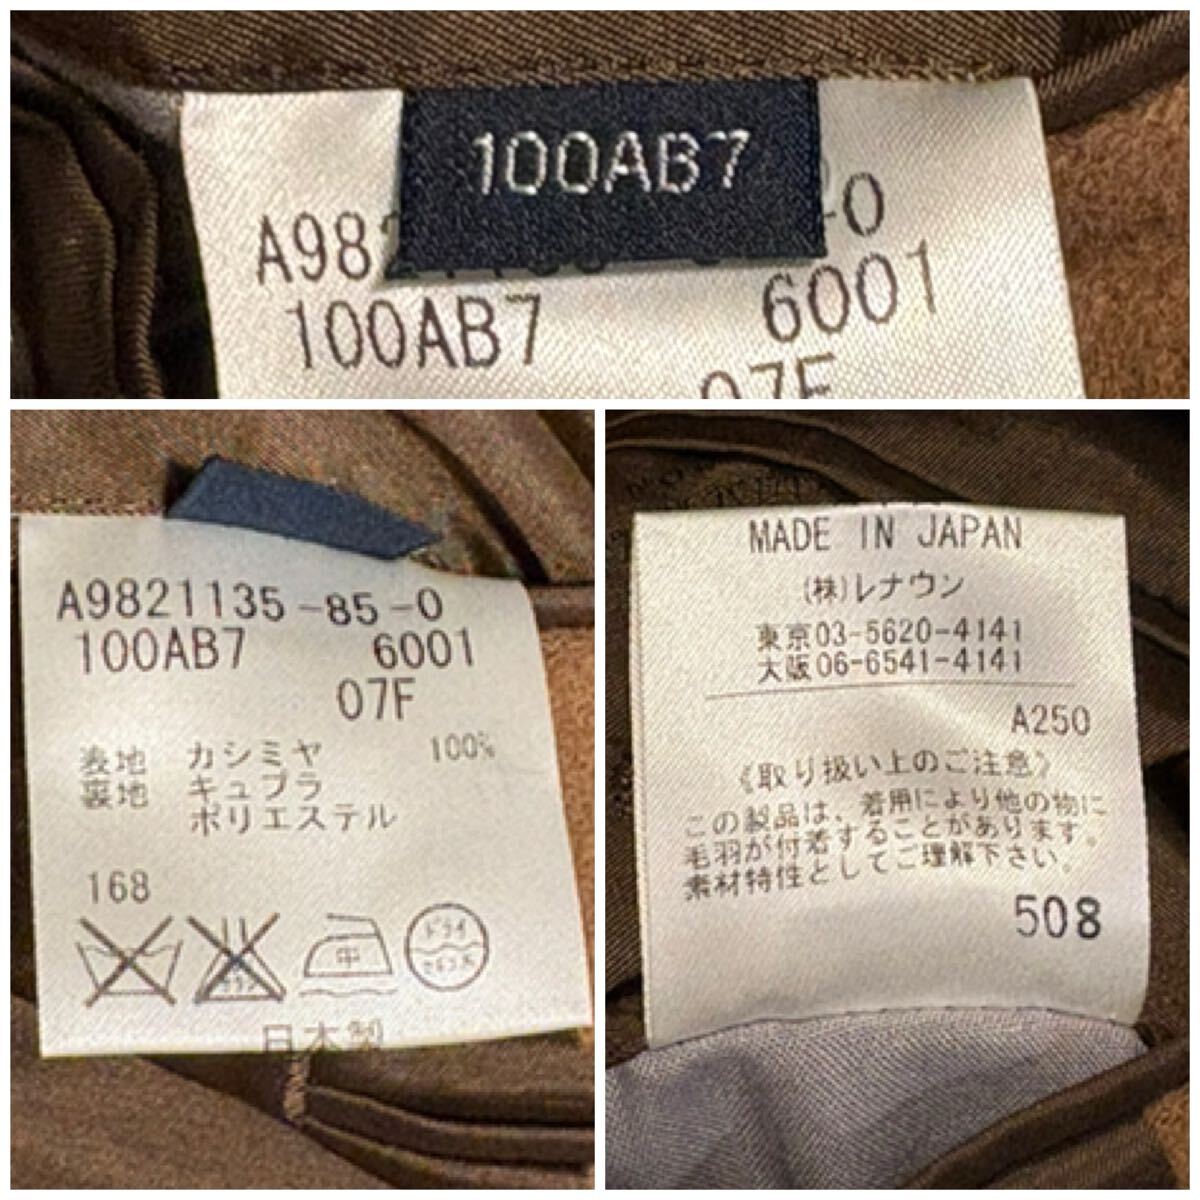 100AB7
A982
-0
100AB7 6001
07F
A9821135-85-0
100AB7 6001
07F
表地 カシミヤ 100%
裏地 キュプラ
ポリエステル
168
中
ドライ
セキユ系
日本製
MADE IN JAPAN
(株)レナウン
東京03-5620-4141
大阪06-6541-4141
A250
《取り扱い上のご注意》
この製品は、着用により他の物に
毛羽が付着することがあります。
素材特性としてご理解下さい。
508